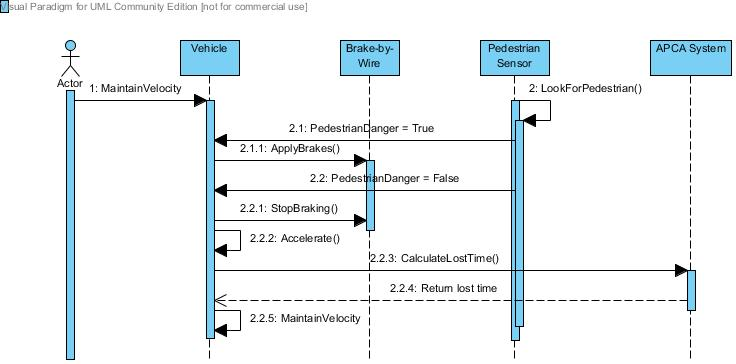 Visual Paradigm for UML Community Edition [not for commercial use]
Vehicle
Brake-by-
Wire
Pedestrian
Sensor
APCA System
Actor
1: MaintainVelocity
2: LookForPedestrian()
2.1: PedestrianDanger = True
2.1.1: ApplyBrakes()
2.2: PedestrianDanger = False
2.2.1: StopBraking()
2.2.2: Accelerate()
2.2.3: CalculateLostTime()
2.2.4: Return lost time
2.2.5: MaintainVelocity